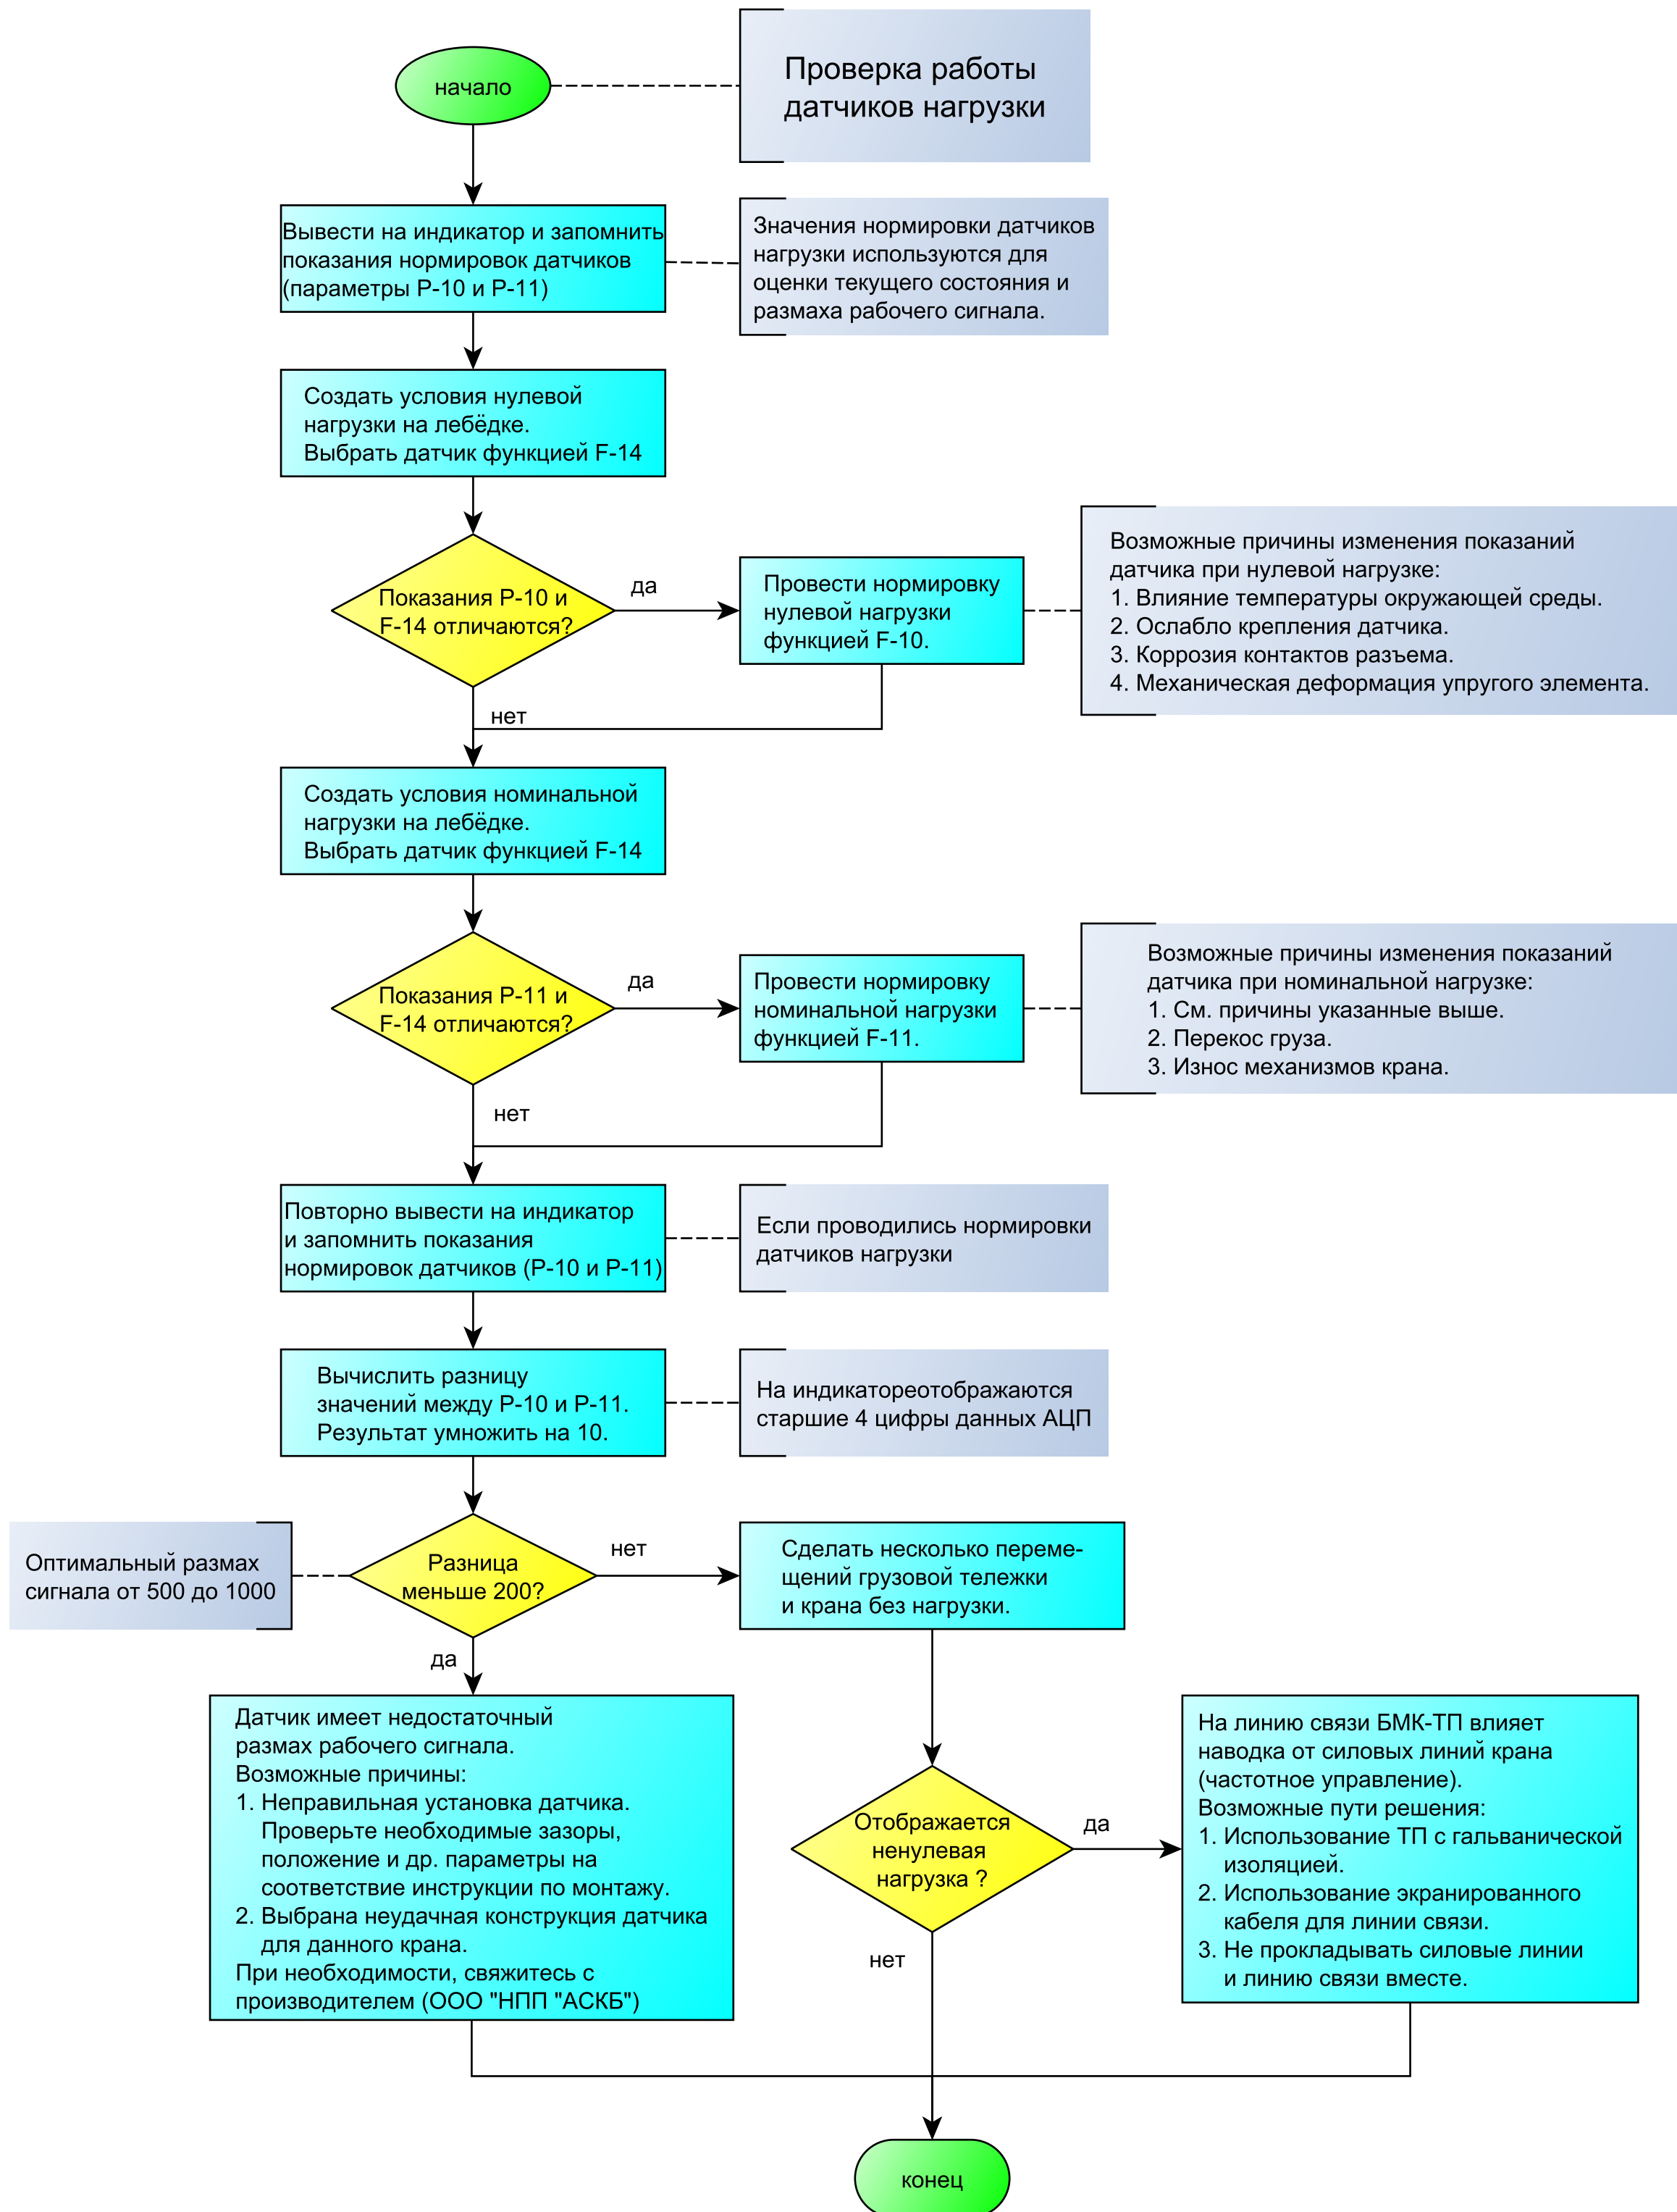 начало
Проверка работы
датчиков нагрузки
Вывести на индикатор и запомнить
показания нормировок датчиков
(параметры P-10 и P-11)
Значения нормировки датчиков
нагрузки используются для
оценки текущего состояния и
размаха рабочего сигнала.
Создать условия нулевой
нагрузки на лебёдке.
Выбрать датчик функцией F-14
Показания P-10 и
F-14 отличаются?
да
Провести нормировку
нулевой нагрузки
функцией F-10.
Возможные причины изменения показаний
датчика при нулевой нагрузке:
1. Влияние температуры окружающей среды.
2. Ослабло крепления датчика.
3. Коррозия контактов разъема.
4. Механическая деформация упругого элемента.
нет
Создать условия номинальной
нагрузки на лебёдке.
Выбрать датчик функцией F-14
Показания P-11 и
F-14 отличаются?
да
Провести нормировку
номинальной нагрузки
функцией F-11.
Возможные причины изменения показаний
датчика при номинальной нагрузке:
1. См. причины указанные выше.
2. Перекос груза.
3. Износ механизмов крана.
нет
Повторно вывести на индикатор
и запомнить показания
нормировок датчиков (P-10 и P-11)
Если проводились нормировки
датчиков нагрузки
Вычислить разницу
значений между P-10 и P-11.
Результат умножить на 10.
На индикатореотображаются
старшие 4 цифры данных АЦП
Оптимальный размах
сигнала от 500 до 1000
Разница
меньше 200?
нет
Сделать несколько переме-
щений грузовой тележки
и крана без нагрузки.
да
Датчик имеет недостаточный
размах рабочего сигнала.
Возможные причины:
1. Неправильная установка датчика.
Проверьте необходимые зазоры,
положение и др. параметры на
соответствие инструкции по монтажу.
2. Выбрана неудачная конструкция датчика
для данного крана.
При необходимости, свяжитесь с
производителем (ООО "НПП "АСКБ")
Отображается
ненулевая
нагрузка ?
да
На линию связи БМК-ТП влияет
наводка от силовых линий крана
(частотное управление).
Возможные пути решения:
1. Использование ТП с гальванической
изоляцией.
2. Использование экранированного
кабеля для линии связи.
3. Не прокладывать силовые линии
и линию связи вместе.
нет
конец